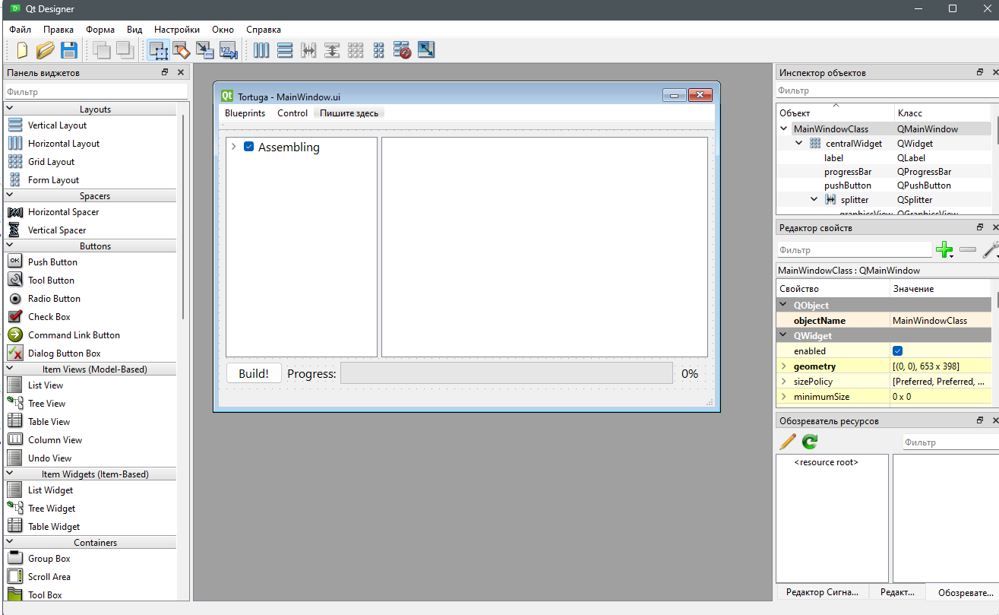 Qt Designer
Файл Правка Форма Вид Настройки Окно Справка
Панель виджетов
Фильтр
Layouts
Vertical Layout
Horizontal Layout
Grid Layout
Form Layout
Spacers
Horizontal Spacer
Vertical Spacer
Buttons
Push Button
Tool Button
Radio Button
Check Box
Command Link Button
Dialog Button Box
Item Views (Model-Based)
List View
Tree View
Table View
Column View
Undo View
Item Widgets (Item-Based)
List Widget
Tree Widget
Table Widget
Containers
Group Box
Scroll Area
Tool Box
Tortuga - MainWindow.ui
Blueprints Control Пишите здесь
Assembling
Build! Progress: 0%
Инспектор объектов
Фильтр
Объект Класс
MainWindowClass QMainWindow
centralWidget QWidget
label QLabel
progressBar QProgressBar
pushButton QPushButton
splitter QSplitter
graphicsView QGraphicsView
Редактор свойств
Фильтр
MainWindowClass : QMainWindow
Свойство Значение
QObject
objectName MainWindowClass
QWidget
enabled
geometry [(0, 0), 653 x 398]
sizePolicy [Preferred, Preferred, ...
minimumSize 0 x 0
Обозреватель ресурсов
Фильтр
<resource root>
Редактор Сигна... Редакт... Обозревате...